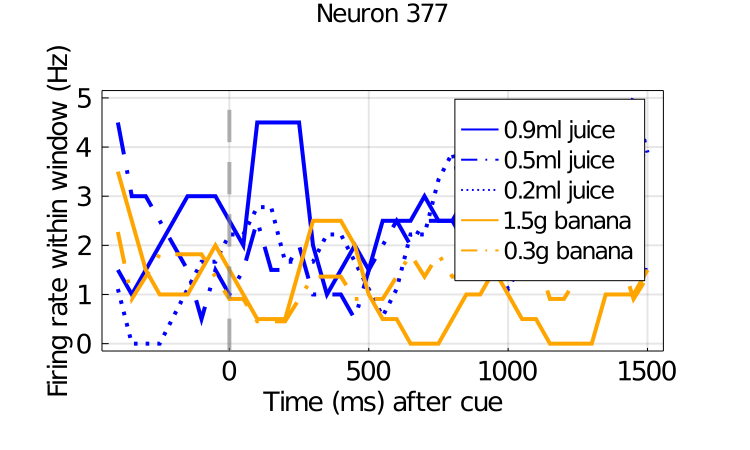 Neuron 377
Firing rate within window (Hz)
5
4
3
2
1
0
0.9ml juice
0.5ml juice
0.2ml juice
1.5g banana
0.3g banana
0 500 1000 1500
Time (ms) after cue